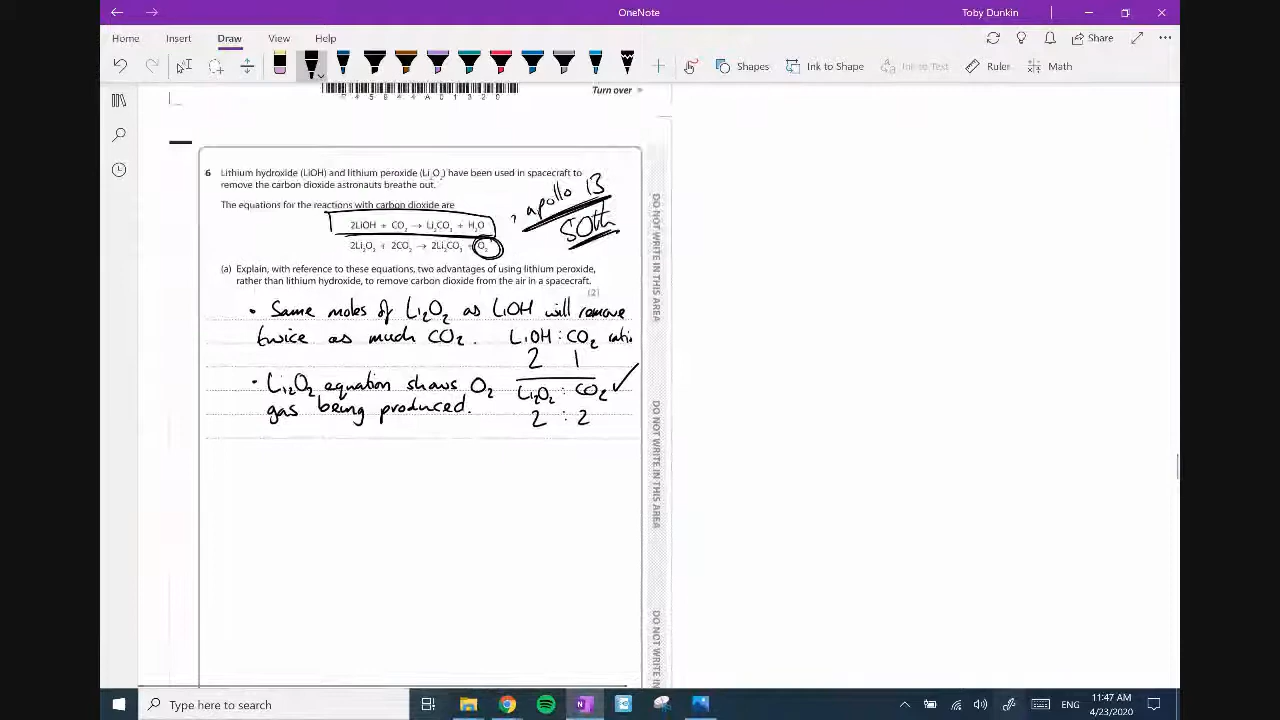 OneNote
Toby Dunkin
Home Insert Draw View Help
Share
Shapes Ink to Shape Ink to Text Ruler Math
Turn over
6 Lithium hydroxide (LiOH) and lithium peroxide (Li2O2) have been used in spacecraft to
remove the carbon dioxide astronauts breathe out.
The equations for the reactions with carbon dioxide are
2LiOH + CO2 → Li2CO3 + H2O
2Li2O2 + 2CO2 → 2Li2CO3 + O2
apollo 13
50th
(a) Explain, with reference to these equations, two advantages of using lithium peroxide,
rather than lithium hydroxide, to remove carbon dioxide from the air in a spacecraft.
(2)
• Same moles of Li2O2 as LiOH will remove
twice as much CO2. LiOH : CO2 ratio
2 1
• Li2O2 equation shows O2
gas being produced.
Li2O2 : CO2 ✓
2 : 2
DO NOT WRITE IN THIS AREA
DO NOT WRITE IN THIS AREA
DO NOT WRITE IN
Type here to search
ENG
11:47 AM
4/23/2020